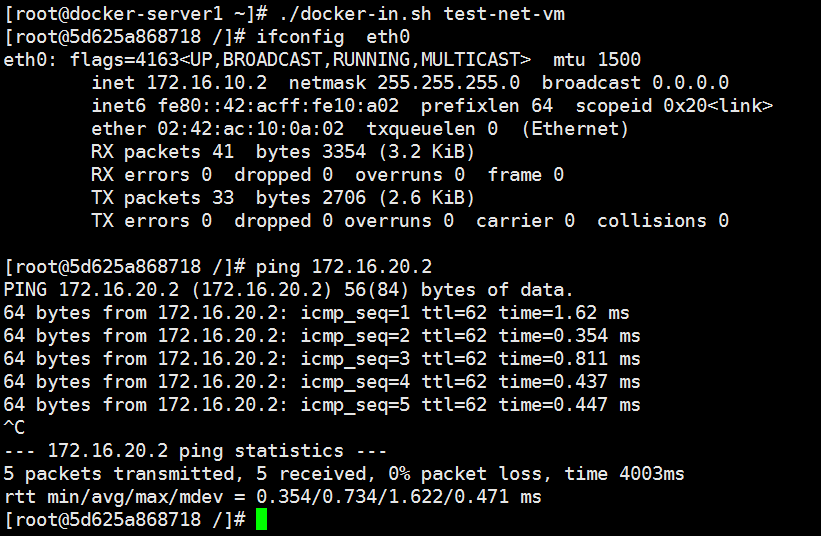 [root@docker-server1 ~]# ./docker-in.sh test-net-vm
[root@5d625a868718 /]# ifconfig  eth0
eth0: flags=4163<UP,BROADCAST,RUNNING,MULTICAST>  mtu 1500
        inet 172.16.10.2  netmask 255.255.255.0  broadcast 0.0.0.0
        inet6 fe80::42:acff:fe10:a02  prefixlen 64  scopeid 0x20<link>
        ether 02:42:ac:10:0a:02  txqueuelen 0  (Ethernet)
        RX packets 41  bytes 3354 (3.2 KiB)
        RX errors 0  dropped 0  overruns 0  frame 0
        TX packets 33  bytes 2706 (2.6 KiB)
        TX errors 0  dropped 0 overruns 0  carrier 0  collisions 0

[root@5d625a868718 /]# ping 172.16.20.2
PING 172.16.20.2 (172.16.20.2) 56(84) bytes of data.
64 bytes from 172.16.20.2: icmp_seq=1 ttl=62 time=1.62 ms
64 bytes from 172.16.20.2: icmp_seq=2 ttl=62 time=0.354 ms
64 bytes from 172.16.20.2: icmp_seq=3 ttl=62 time=0.811 ms
64 bytes from 172.16.20.2: icmp_seq=4 ttl=62 time=0.437 ms
64 bytes from 172.16.20.2: icmp_seq=5 ttl=62 time=0.447 ms
^C
--- 172.16.20.2 ping statistics ---
5 packets transmitted, 5 received, 0% packet loss, time 4003ms
rtt min/avg/max/mdev = 0.354/0.734/1.622/0.471 ms
[root@5d625a868718 /]#